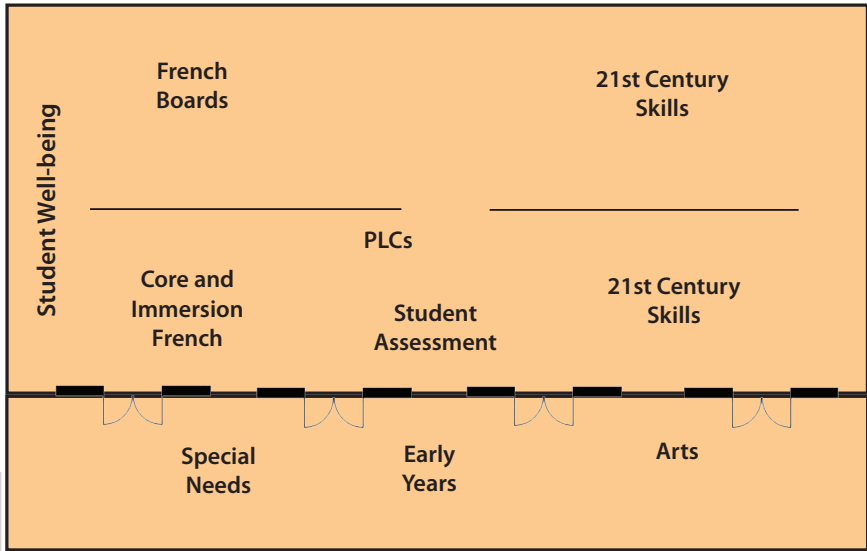 French
Boards
21st Century
Skills
Student Well-being
PLCs
Core and
Immersion
French
Student
Assessment
21st Century
Skills
Special
Needs
Early
Years
Arts